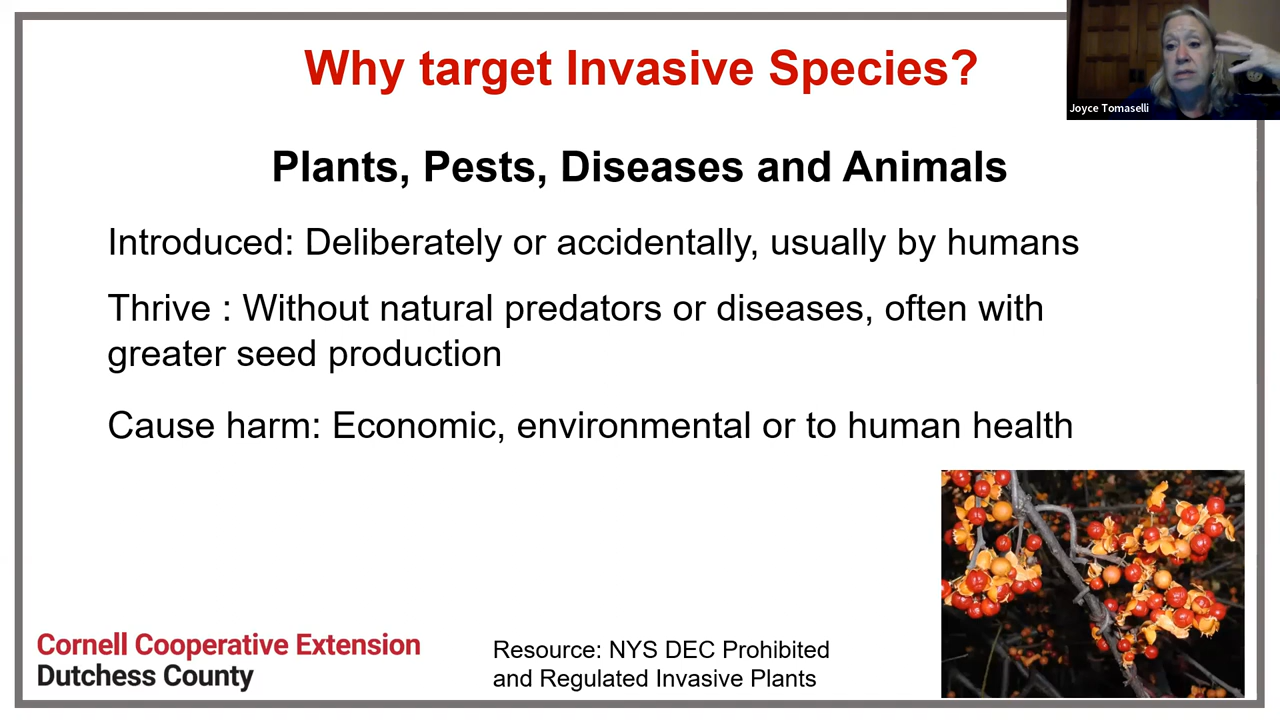 Why target Invasive Species?
Joyce Tomaselli
Plants, Pests, Diseases and Animals
Introduced: Deliberately or accidentally, usually by humans
Thrive : Without natural predators or diseases, often with
greater seed production
Cause harm: Economic, environmental or to human health
Cornell Cooperative Extension
Dutchess County
Resource: NYS DEC Prohibited
and Regulated Invasive Plants